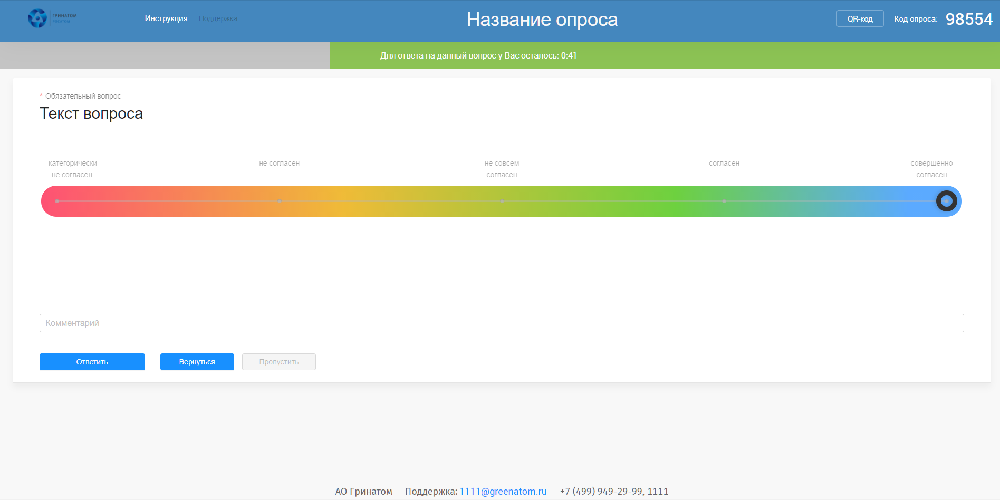 ГРИНАТОМ
РОСАТОМ
Инструкция
Поддержка
Название опроса
QR-код
Код опроса: 98554
Для ответа на данный вопрос у Вас осталось: 0:41
* Обязательный вопрос
Текст вопроса
категорически
не согласен
не согласен
не совсем
согласен
согласен
совершенно
согласен
Комментарий
Ответить
Вернуться
Пропустить
АО Гринатом Поддержка: 1111@greenatom.ru +7 (499) 949-29-99, 1111